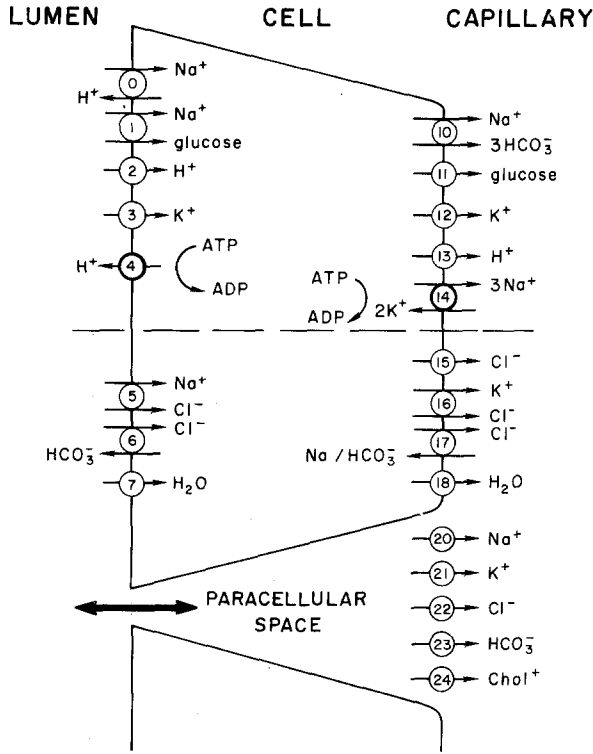 LUMEN CELL CAPILLARY
0 Na⁺
H⁺
1 Na⁺
glucose
2 H⁺
3 K⁺
H⁺ 4
ATP
ADP
10 Na⁺
3HCO₃⁻
11 glucose
12 K⁺
13 H⁺
14 3Na⁺
2K⁺
ATP
ADP
5 Na⁺
Cl⁻
6 Cl⁻
HCO₃⁻
7 H₂O
15 Cl⁻
16 K⁺
Cl⁻
17 Cl⁻
Na/HCO₃⁻
18 H₂O
20 Na⁺
21 K⁺
22 Cl⁻
23 HCO₃⁻
24 Chol⁺
PARACELLULAR
SPACE